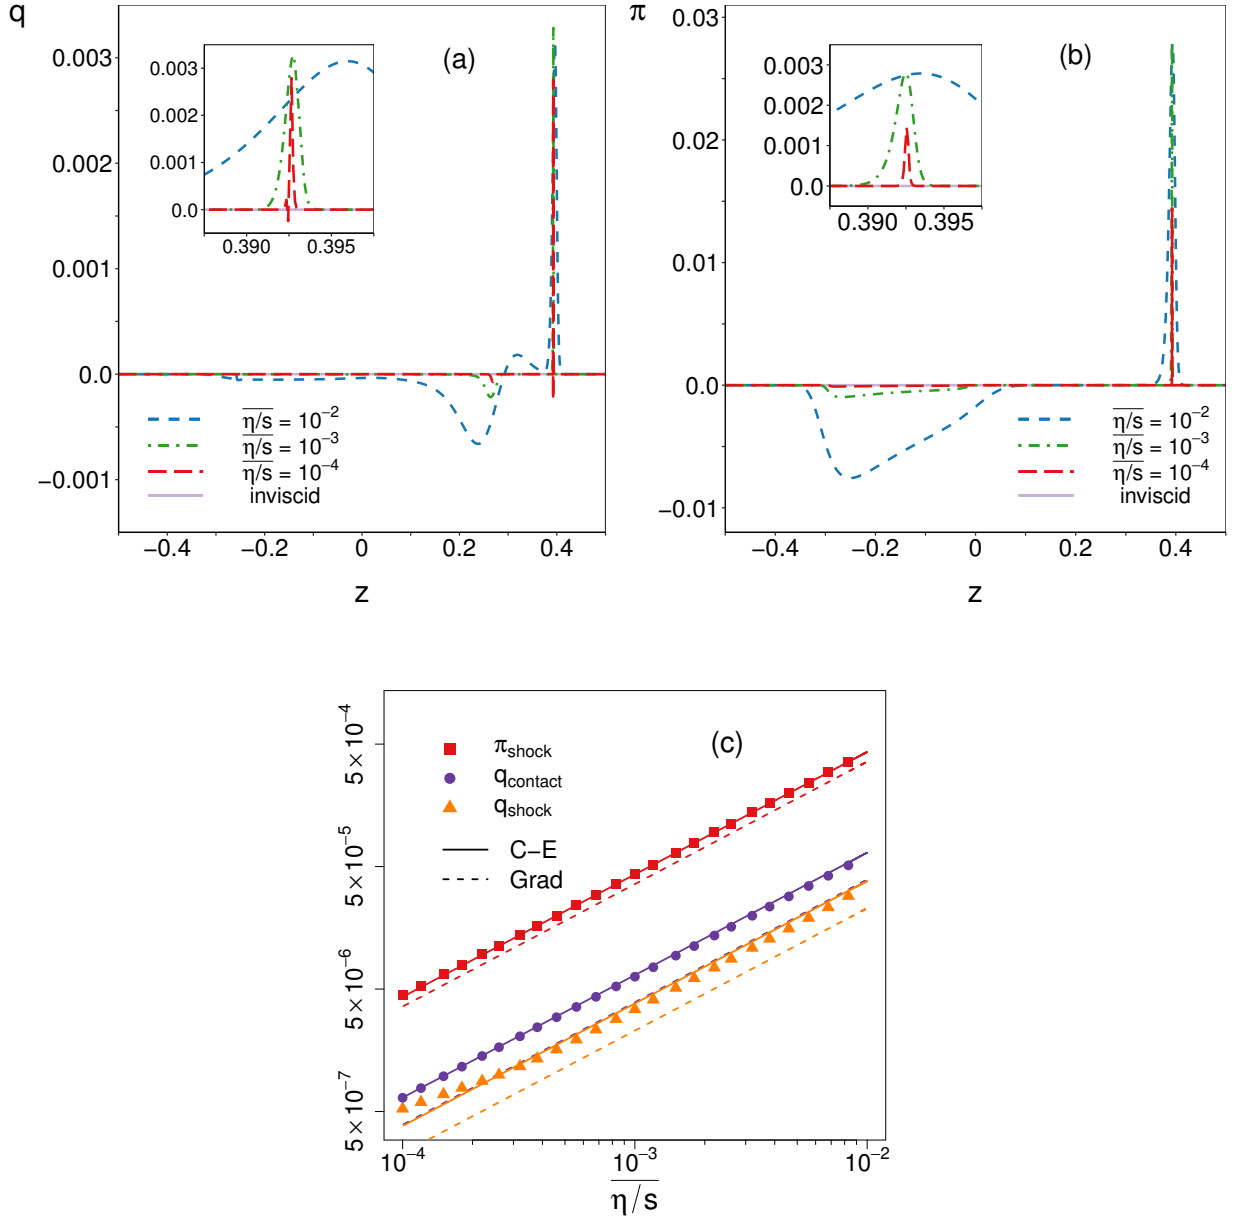 q
(a)
0.003
0.002
0.001
0.0
−0.001
0.003
0.002
0.001
0.0
0.390
0.395
η/s = 10−2
η/s = 10−3
η/s = 10−4
inviscid
−0.4
−0.2
0
0.2
0.4
z
π
(b)
0.03
0.02
0.01
0.0
−0.01
0.003
0.002
0.001
0.0
0.390
0.395
η/s = 10−2
η/s = 10−3
η/s = 10−4
inviscid
−0.4
−0.2
0
0.2
0.4
z
(c)
5×10−4
5×10−5
5×10−6
5×10−7
πshock
qcontact
qshock
C−E
Grad
10−4
10−3
10−2
η/s